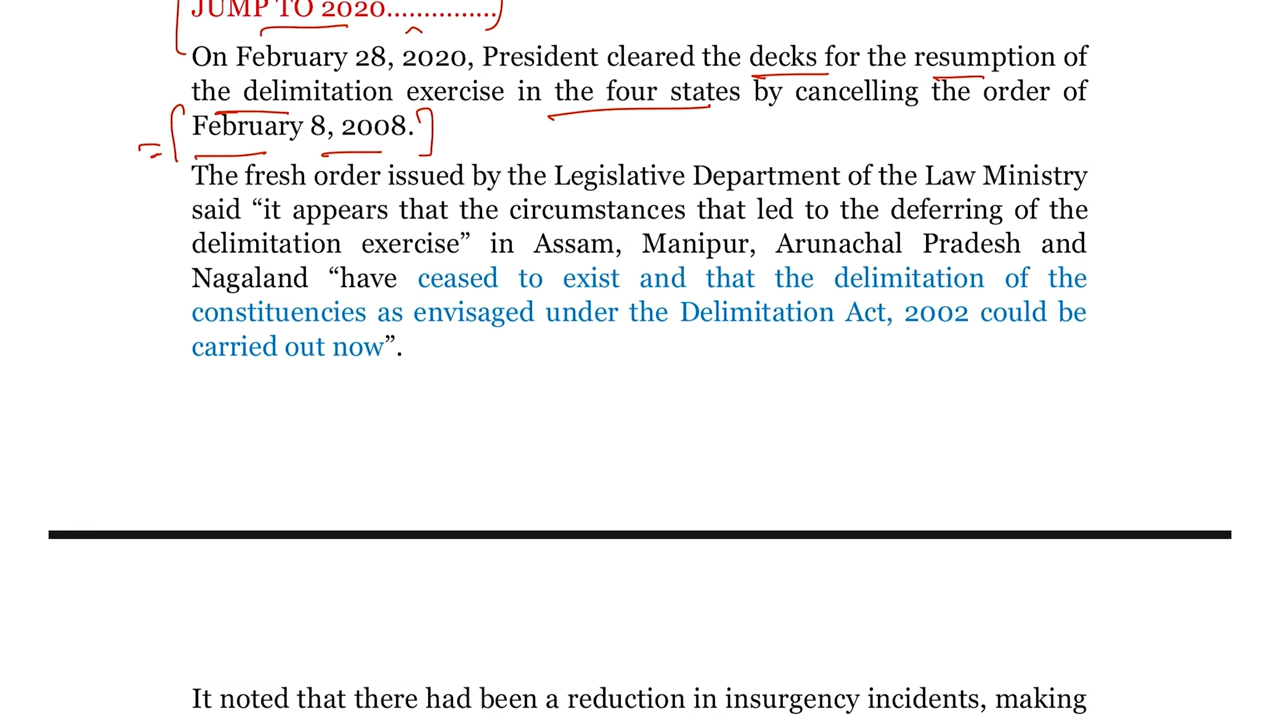 JUMP TO 2020...............
On February 28, 2020, President cleared the decks for the resumption of
the delimitation exercise in the four states by cancelling the order of
February 8, 2008.
The fresh order issued by the Legislative Department of the Law Ministry
said “it appears that the circumstances that led to the deferring of the
delimitation exercise” in Assam, Manipur, Arunachal Pradesh and
Nagaland “have ceased to exist and that the delimitation of the
constituencies as envisaged under the Delimitation Act, 2002 could be
carried out now”.
It noted that there had been a reduction in insurgency incidents, making